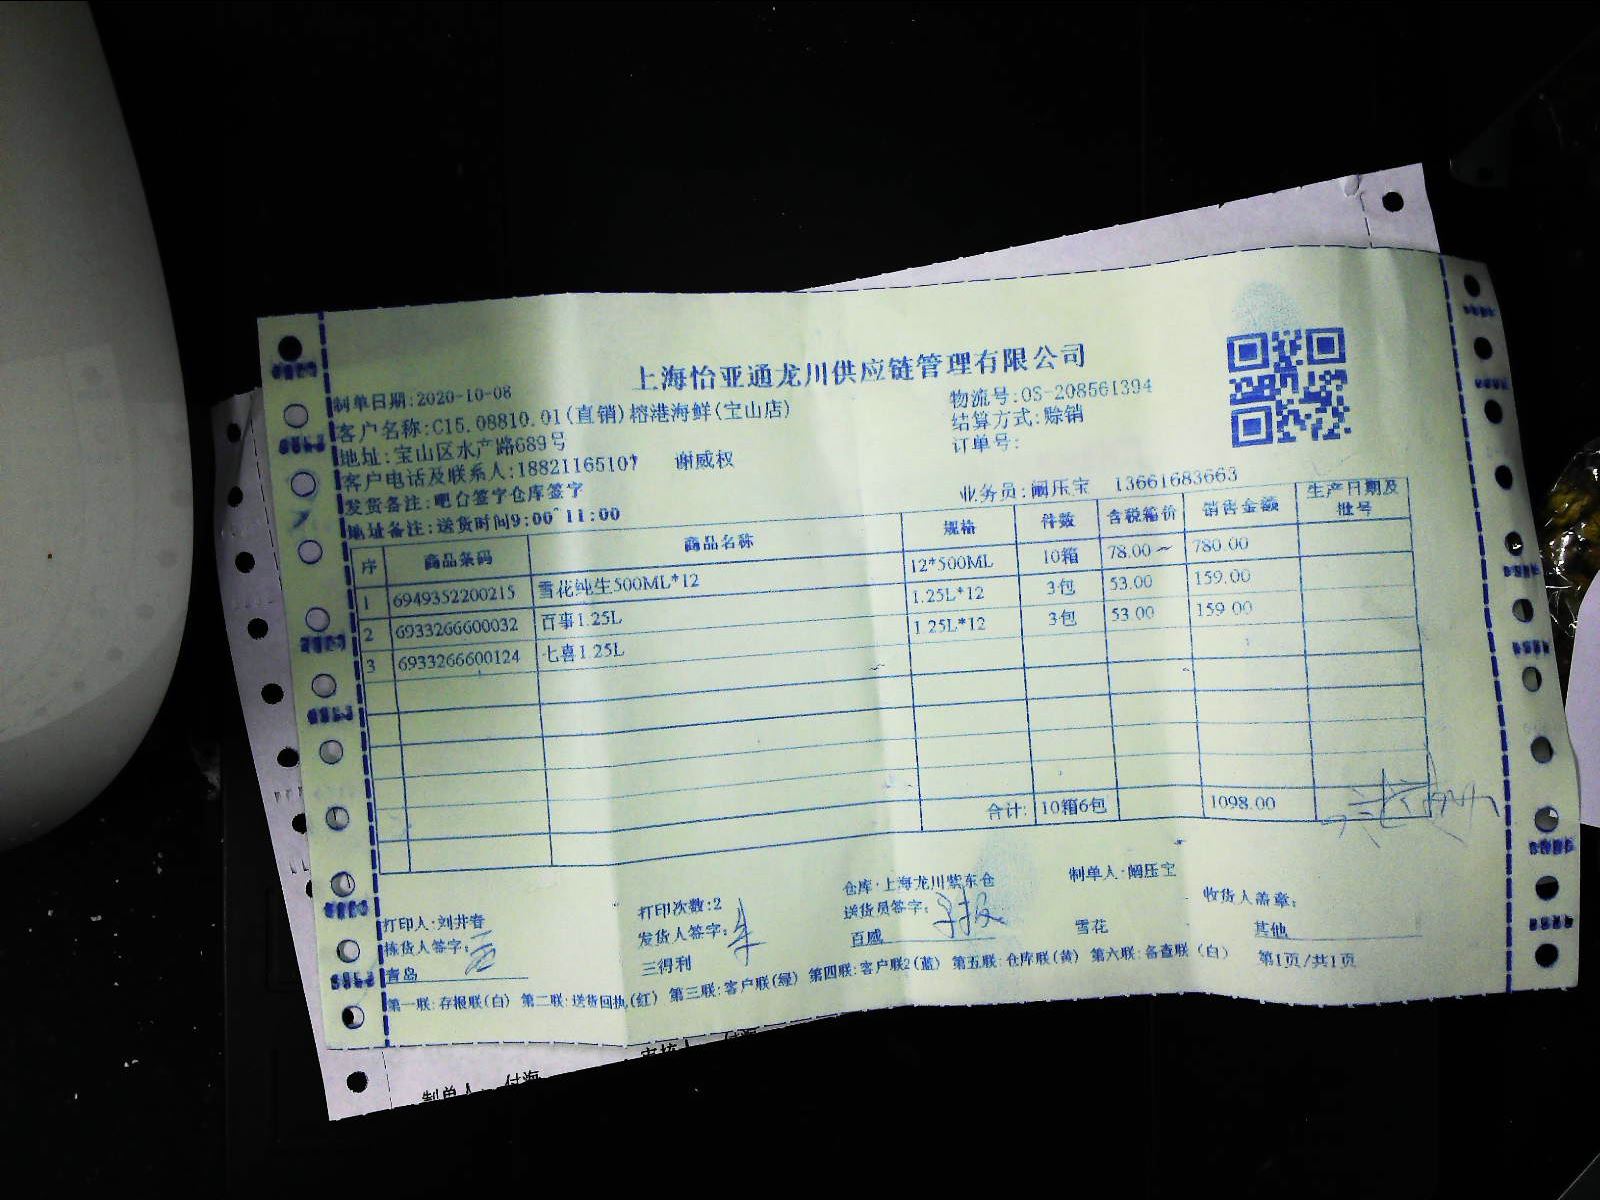 上海怡亚通龙川供应链管理有限公司
制单日期:2020-10-08
物流号:OS-208561394
客户名称:C15.08810.01(直销)榕港海鲜(宝山店)
结算方式:赊销
地址:宝山区水产路689号
订单号:
客户电话及联系人:18821165107 谢威权
发货备注:吧台签字仓库签字
业务员:阚压宝 13661683663
地址备注:送货时间9:00~11:00
序 商品条码 商品名称 规格 件数 含税箱价 销售金额 生产日期及批号
1 6949352200215 雪花纯生500ML*12 12*500ML 10箱 78.00 780.00
2 6933266600032 百事1.25L 1.25L*12 3包 53.00 159.00
3 6933266600124 七喜1.25L 1.25L*12 3包 53.00 159.00
合计: 10箱6包 1098.00
打印人:刘井春 打印次数:2 仓库:上海龙川紫东仓 制单人:阚压宝 收货人盖章:
拣货人签字: 发货人签字: 送货员签字:
青岛 三得利 百威 雪花 其他
第一联:存根联(白) 第二联:送货回执(红) 第三联:客户联(绿) 第四联:客户联2(蓝) 第五联:仓库联(黄) 第六联:备查联(白) 第1页/共1页
制单人 付海